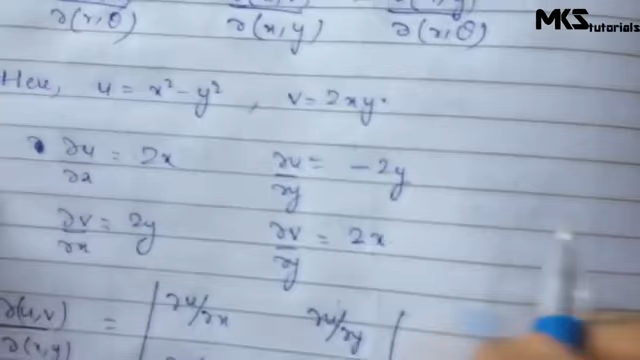 MKS tutorials
∂(r,θ) ∂(x,y) ∂(r,θ)
Here, u = x² - y² , v = 2xy.
∂u/∂x = 2x ∂u/∂y = -2y
∂v/∂x = 2y ∂v/∂y = 2x
∂(u,v)/∂(x,y) = | ∂u/∂x ∂u/∂y |